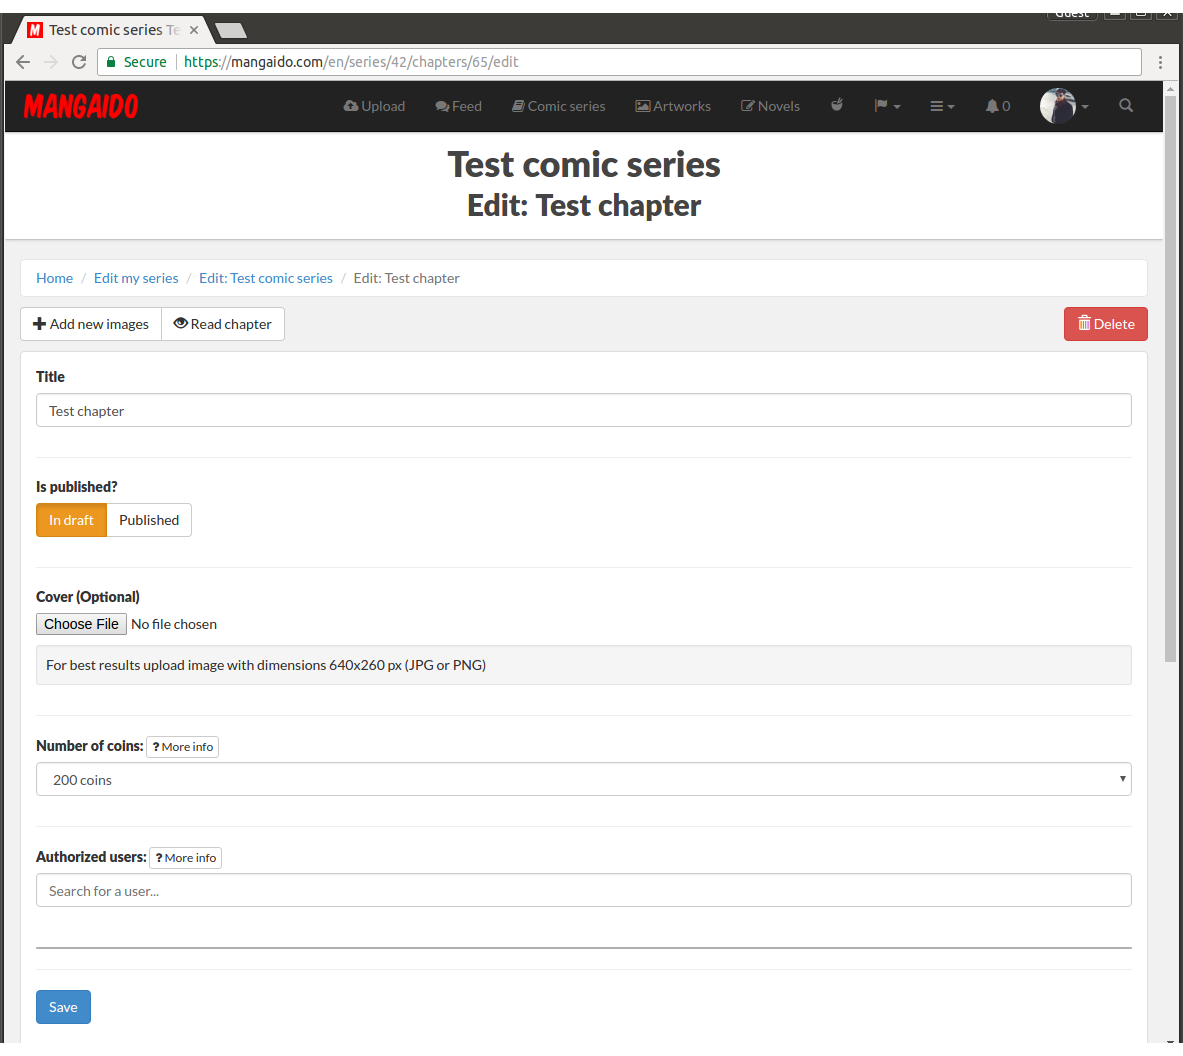 Guest
Test comic series Te
Secure https://mangaido.com/en/series/42/chapters/65/edit
MANGAIDO Upload Feed Comic series Artworks Novels 0
Test comic series
Edit: Test chapter
Home / Edit my series / Edit: Test comic series / Edit: Test chapter
Add new images Read chapter Delete
Title
Test chapter
Is published?
In draft Published
Cover (Optional)
Choose File No file chosen
For best results upload image with dimensions 640x260 px (JPG or PNG)
Number of coins: ? More info
200 coins
Authorized users: ? More info
Search for a user...
Save